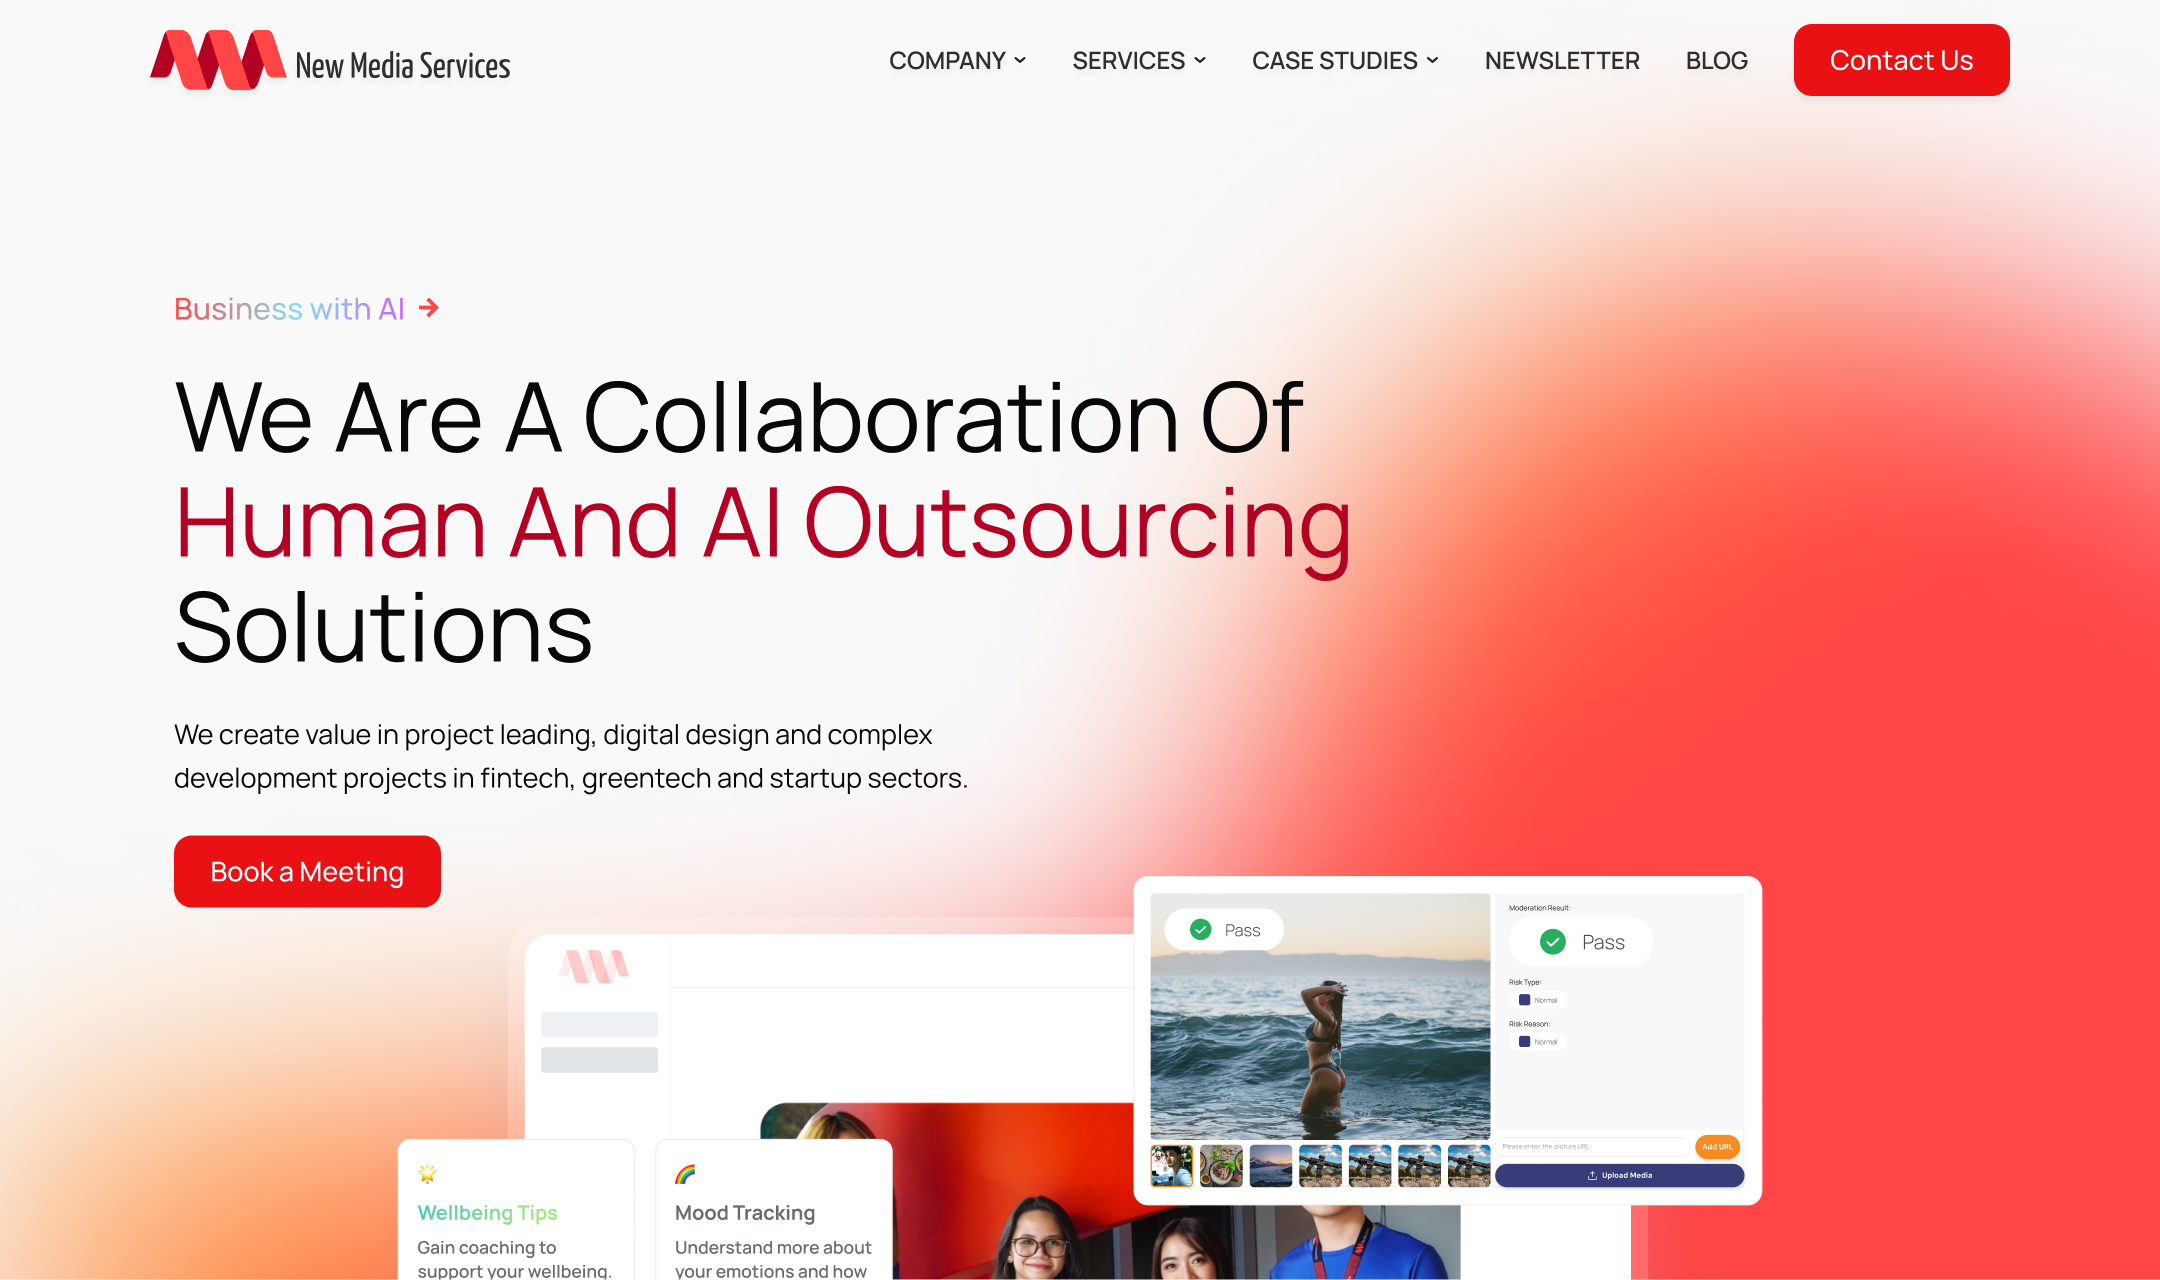 New Media Services
COMPANY
SERVICES
CASE STUDIES
NEWSLETTER
BLOG
Contact Us
Business with AI
We Are A Collaboration Of
Human And AI Outsourcing
Solutions
We create value in project leading, digital design and complex
development projects in fintech, greentech and startup sectors.
Book a Meeting
Pass
Moderation Result:
Pass
Risk Type:
Normal
Risk Reason:
Normal
Please enter the picture URL
Add URL
Upload Media
Wellbeing Tips
Gain coaching to
support your wellbeing.
Mood Tracking
Understand more about
your emotions and how